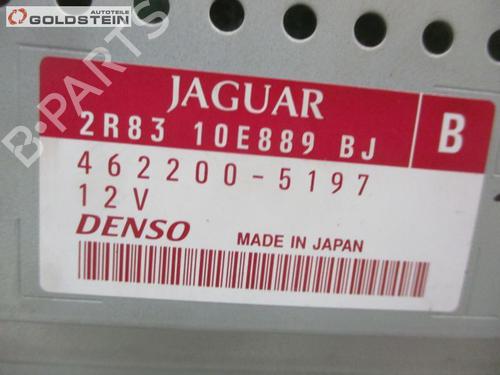 Autoteile
GOLDSTEIN
B-PARTS
JAGUAR
2R83 10E889 BJ
B
462200-5197
12V
DENSO
MADE IN JAPAN